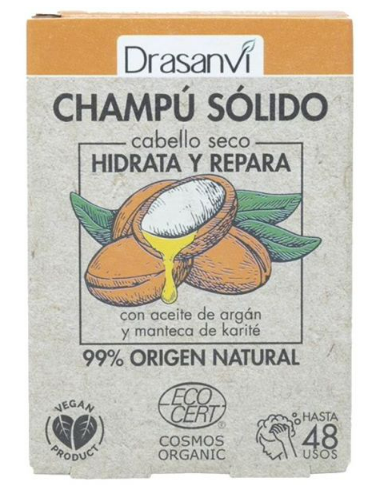 Drasanvi
CHAMPÚ SÓLIDO
cabello seco
HIDRATA Y REPARA
con aceite de argán
y manteca de karité
99% ORIGEN NATURAL
VEGAN
PRODUCT
ECO
CERT
COSMOS
ORGANIC
HASTA
48
USOS